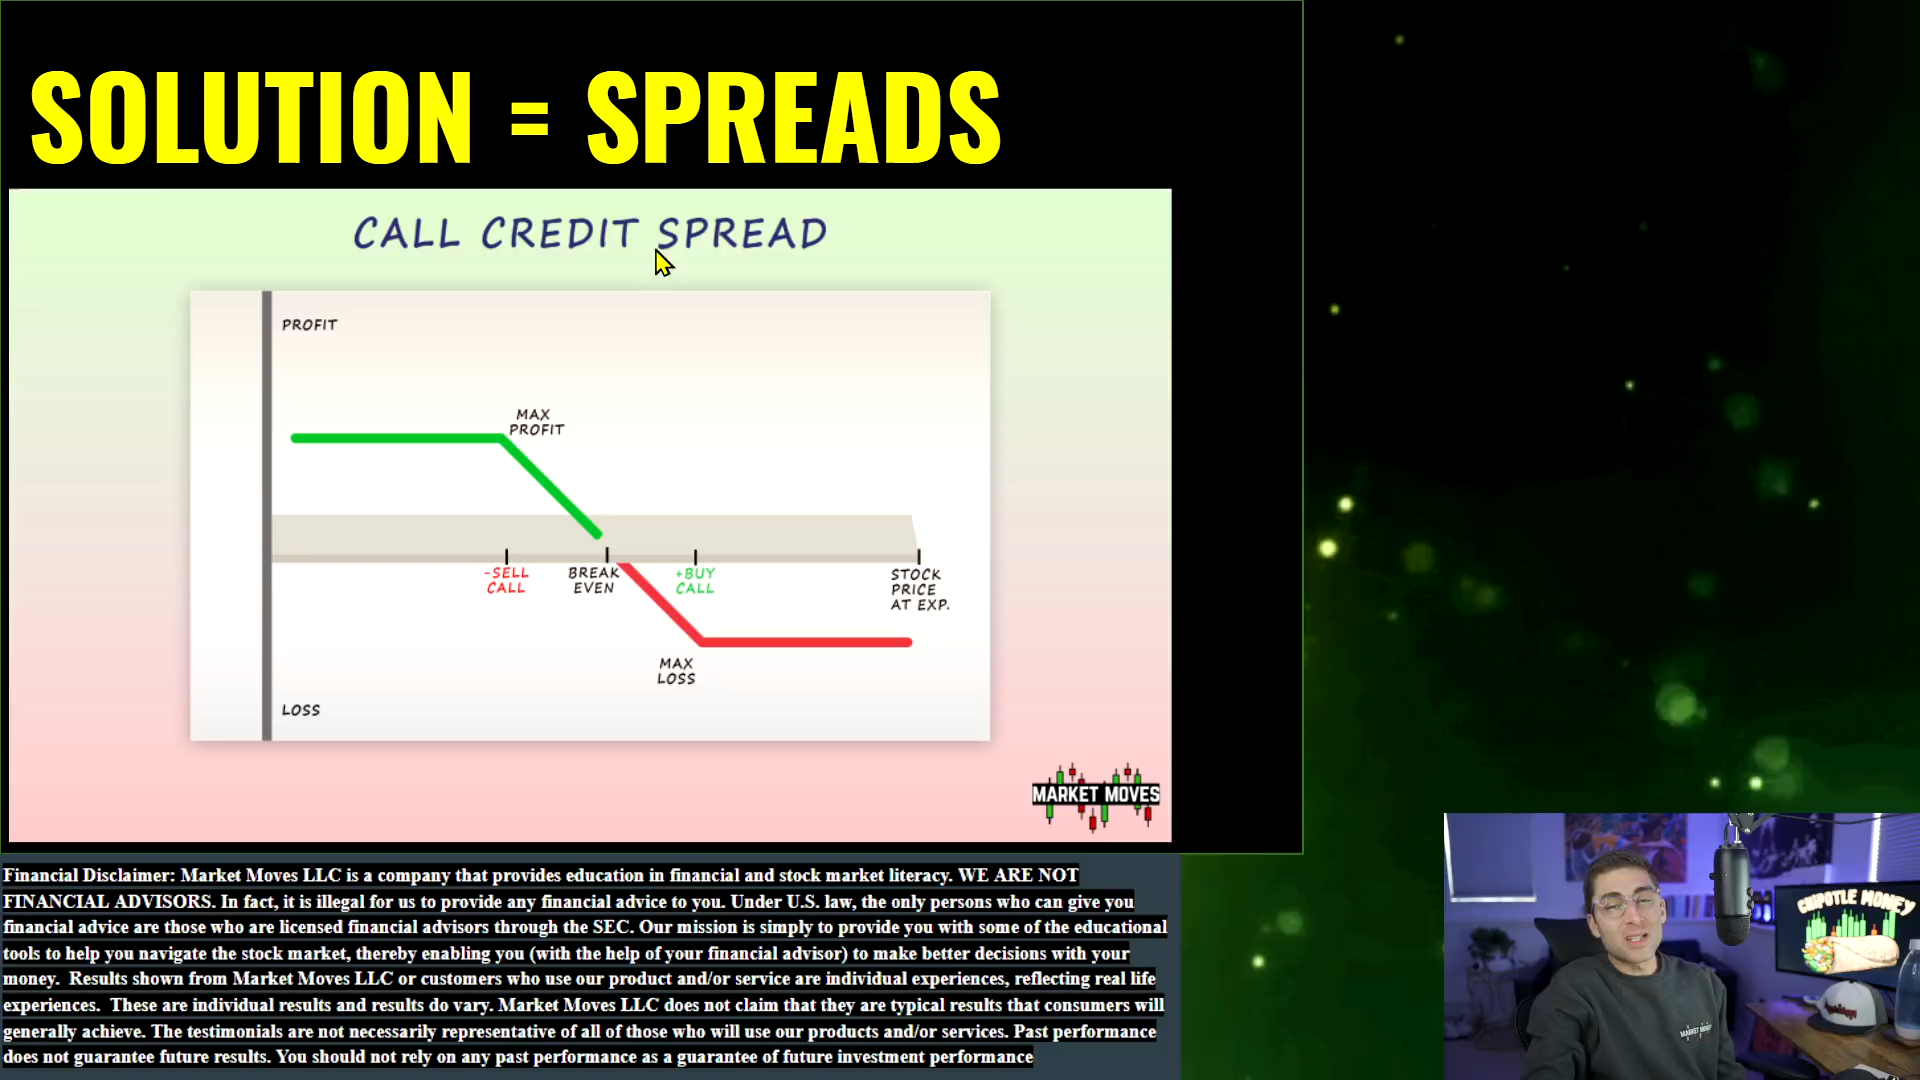 SOLUTION = SPREADS
CALL CREDIT SPREAD
PROFIT
MAX
PROFIT
-SELL
CALL
BREAK
EVEN
+BUY
CALL
STOCK
PRICE
AT EXP.
MAX
LOSS
LOSS
MARKET MOVES
Financial Disclaimer: Market Moves LLC is a company that provides education in financial and stock market literacy. WE ARE NOT
FINANCIAL ADVISORS. In fact, it is illegal for us to provide any financial advice to you. Under U.S. law, the only persons who can give you
financial advice are those who are licensed financial advisors through the SEC. Our mission is simply to provide you with some of the educational
tools to help you navigate the stock market, thereby enabling you (with the help of your financial advisor) to make better decisions with your
money.  Results shown from Market Moves LLC or customers who use our product and/or service are individual experiences, reflecting real life
experiences.  These are individual results and results do vary. Market Moves LLC does not claim that they are typical results that consumers will
generally achieve. The testimonials are not necessarily representative of all of those who will use our products and/or services. Past performance
does not guarantee future results. You should not rely on any past performance as a guarantee of future investment performance
CHIPOTLE MONEY